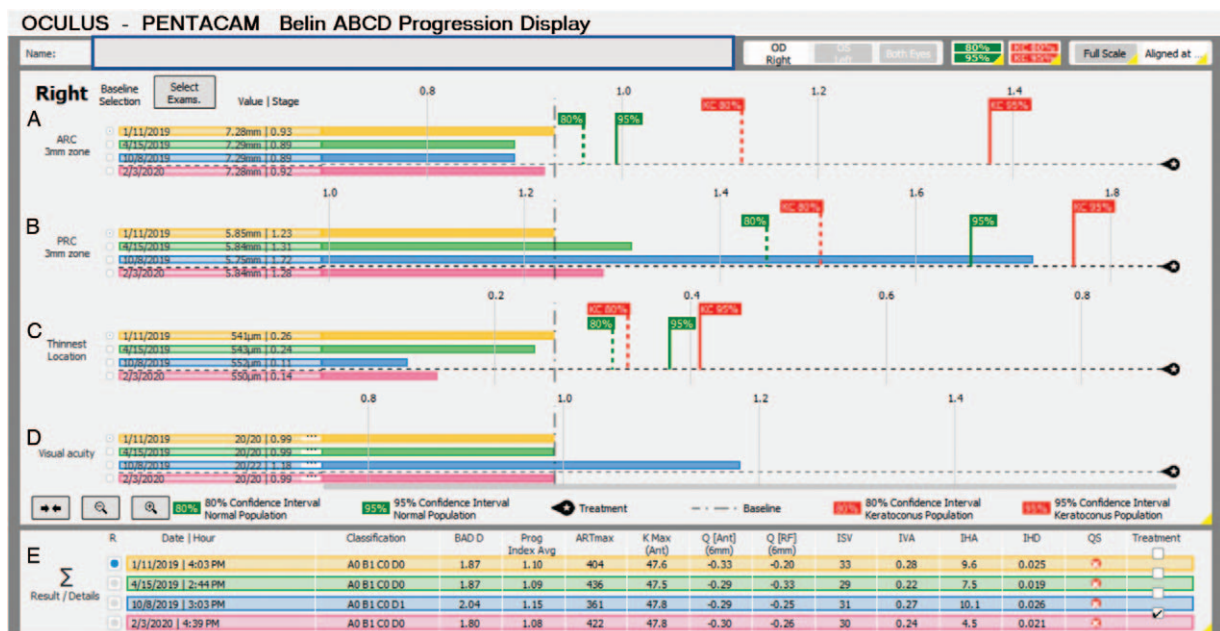 OCULUS - PENTACAM Belin ABCD Progression Display
Name: OD Right OS Left Both Eyes 80% 95% KC 80% KC 95% Full Scale Aligned at ...
Right Baseline Selection Select Exams. Value | Stage 0.8 1.0 1.2 1.4
A 80% 95% KC 80% KC 95%
ARC 3mm zone
1/11/2019 7.28mm | 0.93
4/15/2019 7.29mm | 0.89
10/8/2019 7.29mm | 0.89
2/3/2020 7.28mm | 0.92
1.0 1.2 1.4 1.6 1.8
B 80% KC 80% 95% KC 95%
PRC 3mm zone
1/11/2019 5.85mm | 1.23
4/15/2019 5.84mm | 1.31
10/8/2019 5.75mm | 1.72
2/3/2020 5.84mm | 1.28
0.2 0.4 0.6 0.8
C KC 80% KC 95%
80% 95%
Thinnest Location
1/11/2019 541µm | 0.26
4/15/2019 543µm | 0.24
10/8/2019 552µm | 0.11
2/3/2020 550µm | 0.14
0.8 1.0 1.2 1.4
D
Visual acuity
1/11/2019 20/20 | 0.99 ...
4/15/2019 20/20 | 0.99 ...
10/8/2019 20/22 | 1.18 ...
2/3/2020 20/20 | 0.99 ...
80% 80% Confidence Interval Normal Population 95% 95% Confidence Interval Normal Population Treatment Baseline 80% 80% Confidence Interval Keratoconus Population 95% 95% Confidence Interval Keratoconus Population
E R Date | Hour Classification BAD D Prog Index Avg ARTmax K Max (Ant) Q [Ant] (6mm) Q [RF] (6mm) ISV IVA IHA IHD QS Treatment
Σ
Result / Details
1/11/2019 | 4:03 PM A0 B1 C0 D0 1.87 1.10 404 47.6 -0.33 -0.20 33 0.28 9.6 0.025
4/15/2019 | 2:44 PM A0 B1 C0 D0 1.87 1.09 436 47.5 -0.29 -0.33 29 0.22 7.5 0.019
10/8/2019 | 3:03 PM A0 B1 C0 D1 2.04 1.15 361 47.8 -0.29 -0.25 31 0.27 10.1 0.026
2/3/2020 | 4:39 PM A0 B1 C0 D0 1.80 1.08 422 47.8 -0.30 -0.26 30 0.24 4.5 0.021